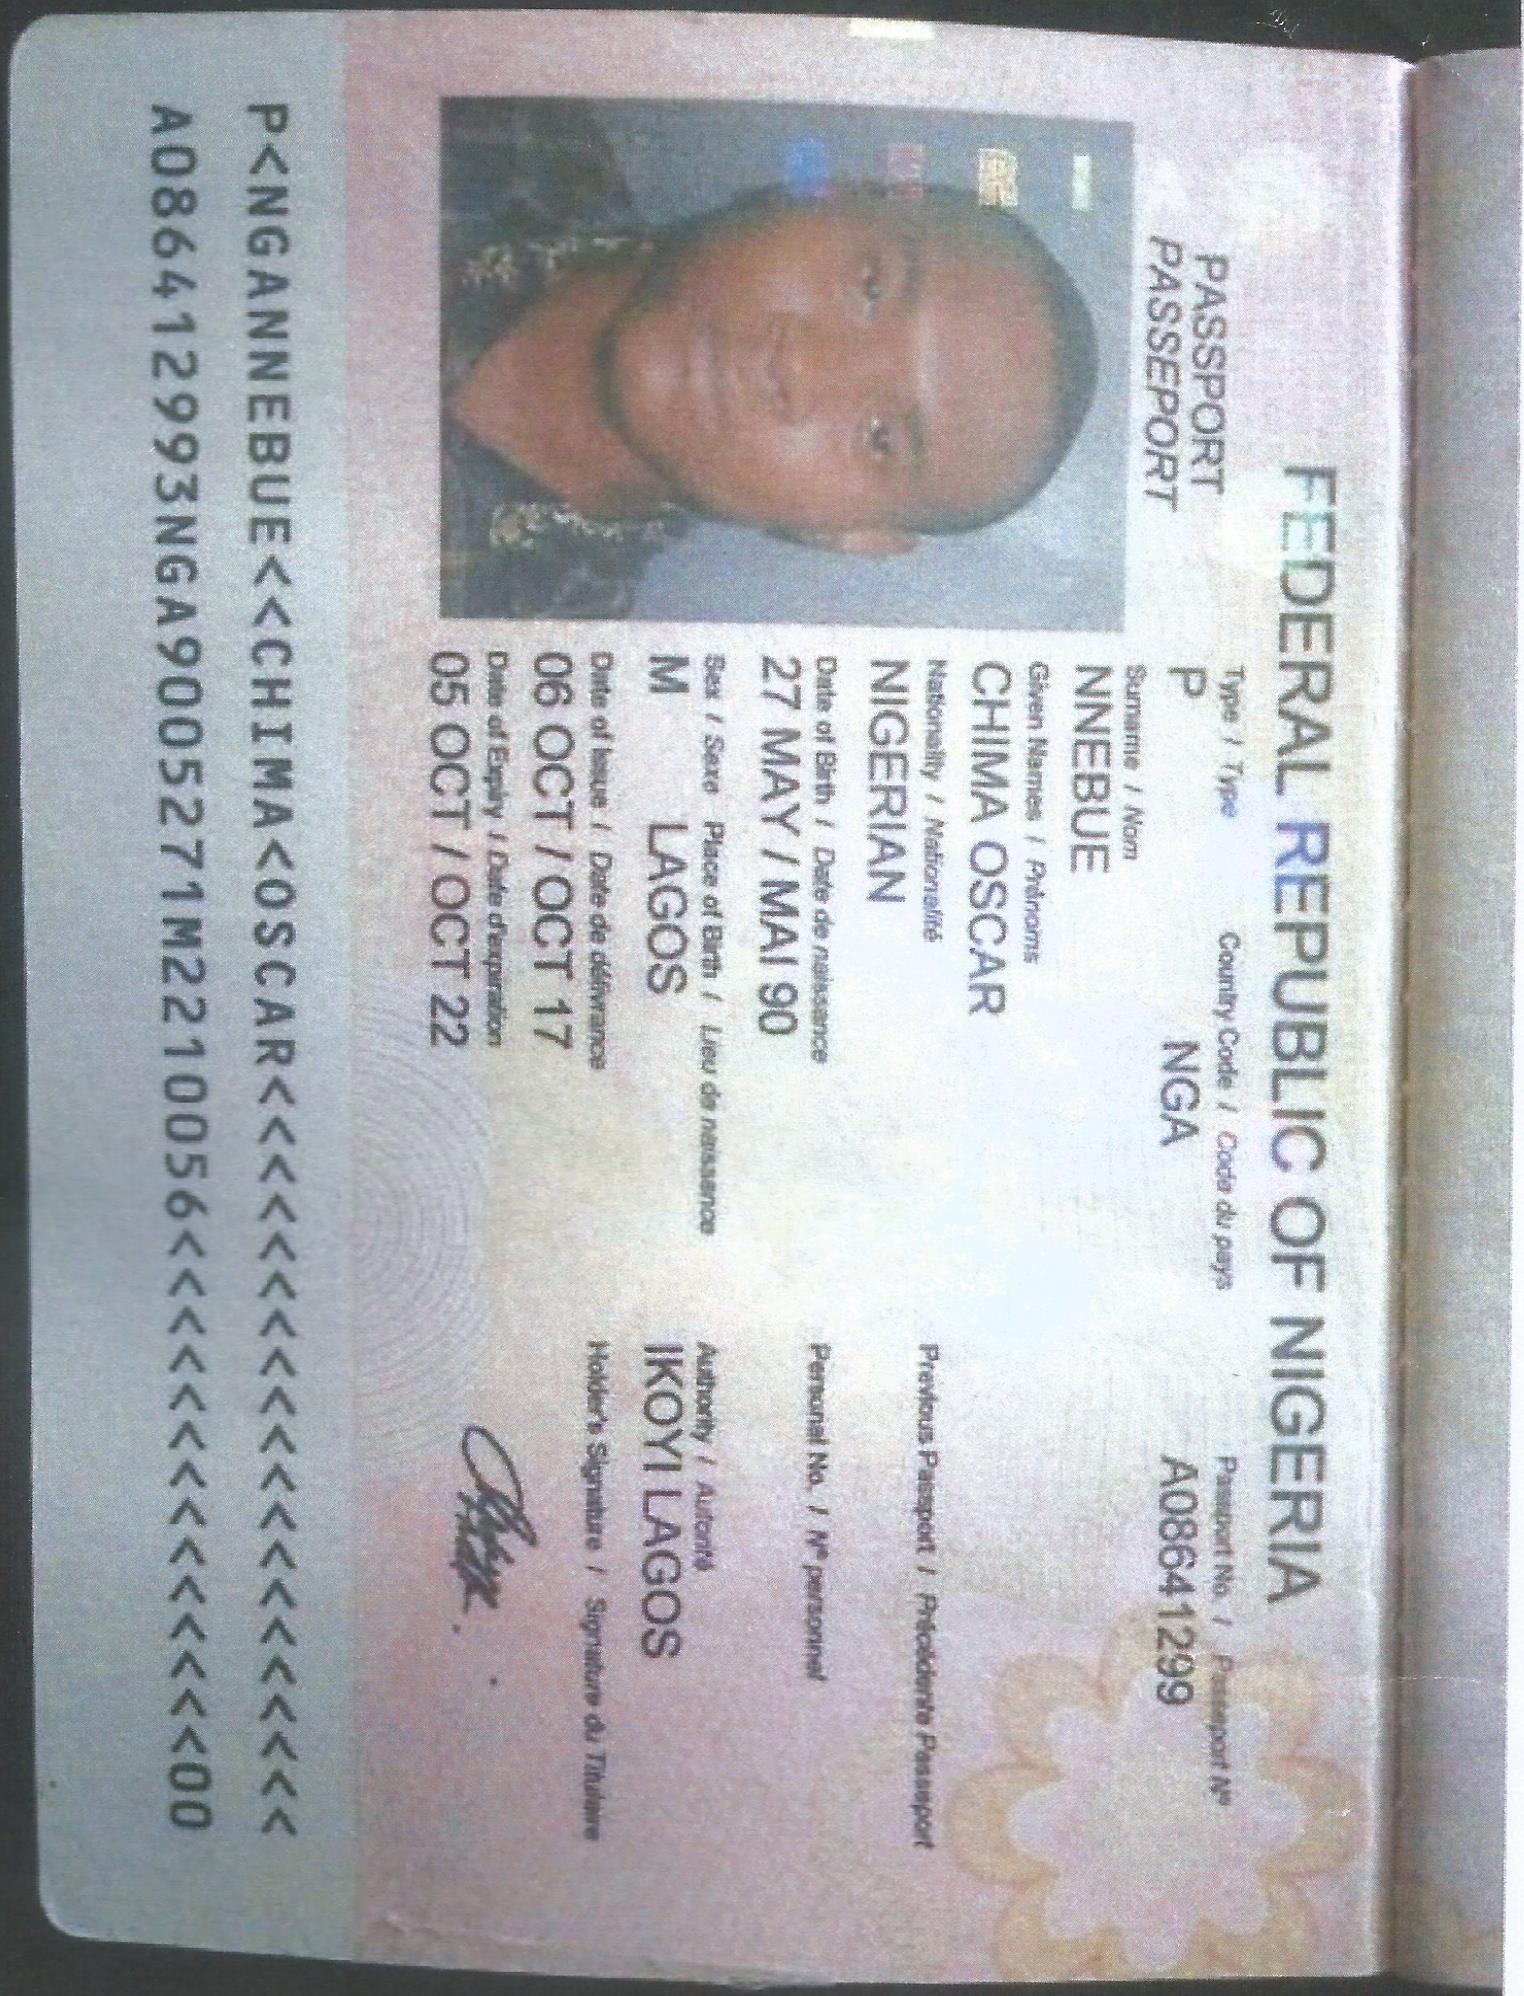 FEDERAL REPUBLIC OF NIGERIA
PASSPORT
PASSEPORT
Type / Type Country Code / Code du pays Passport No. / Passeport Nº
P NGA A08641299
Surname / Nom
NNEBUE
Given Names / Prénoms
CHIMA OSCAR
Nationality / Nationalité Previous Passport / Précédente Passeport
NIGERIAN
Date of Birth / Date de naissance Personal No. / Nº personnel
27 MAY / MAI 90
Sex / Sexe Place of Birth / Lieu de naissance Authority / Autorité
M LAGOS IKOYI LAGOS
Date of Issue / Date de délivrance Holder's Signature / Signature du Titulaire
06 OCT / OCT 17
Date of Expiry / Date d'expiration
05 OCT / OCT 22
P<NGANNEBUE<<CHIMA<OSCAR<<<<<<<<<<<<<<<<<<<<
A086412993NGA9005271M2210056<<<<<<<<<<<<<<00